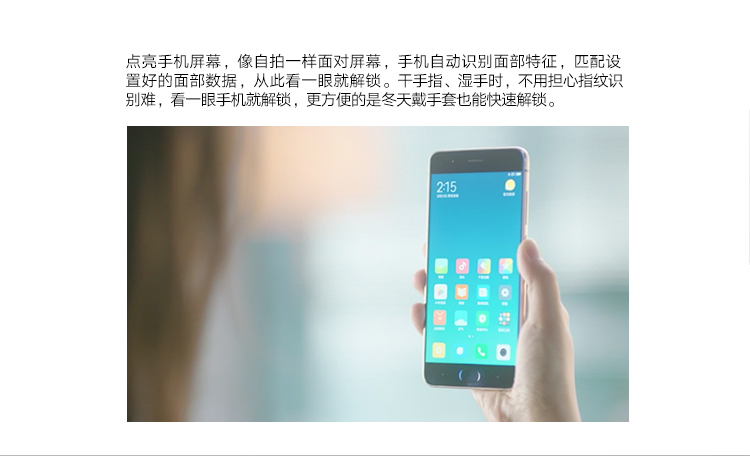 点亮手机屏幕，像自拍一样面对屏幕，手机自动识别面部特征，匹配设
置好的面部数据，从此看一眼就解锁。干手指、湿手时，不用担心指纹识
别难，看一眼手机就解锁，更方便的是冬天戴手套也能快速解锁。
2:15